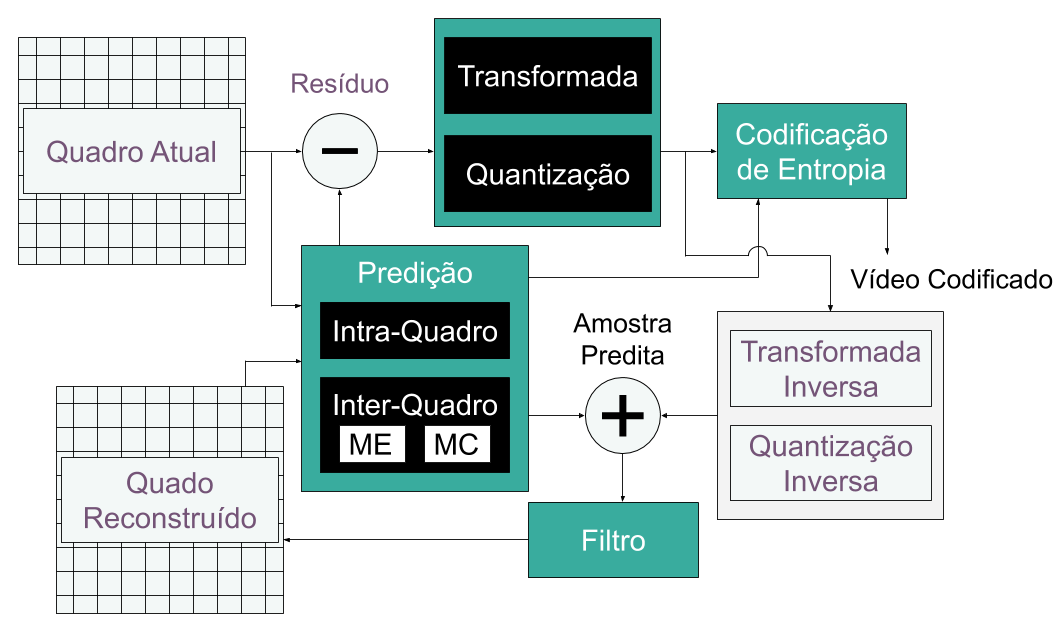 Resíduo
Transformada
Quantização
Codificação
de Entropia
Quadro Atual
Predição
Intra-Quadro
Inter-Quadro
ME
MC
Vídeo Codificado
Amostra
Predita
Transformada
Inversa
Quantização
Inversa
Quado
Reconstruído
Filtro